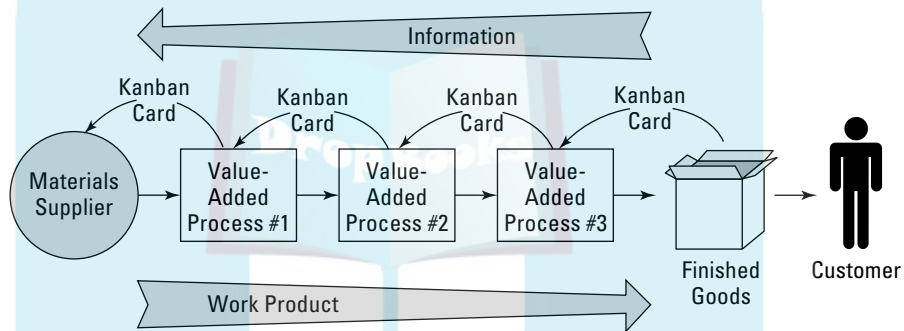 Information
Kanban
Card
Kanban
Card
Kanban
Card
Kanban
Card
Dropbooks
Materials
Supplier
Value-
Added
Process #1
Value-
Added
Process #2
Value-
Added
Process #3
Finished
Goods
Customer
Work Product